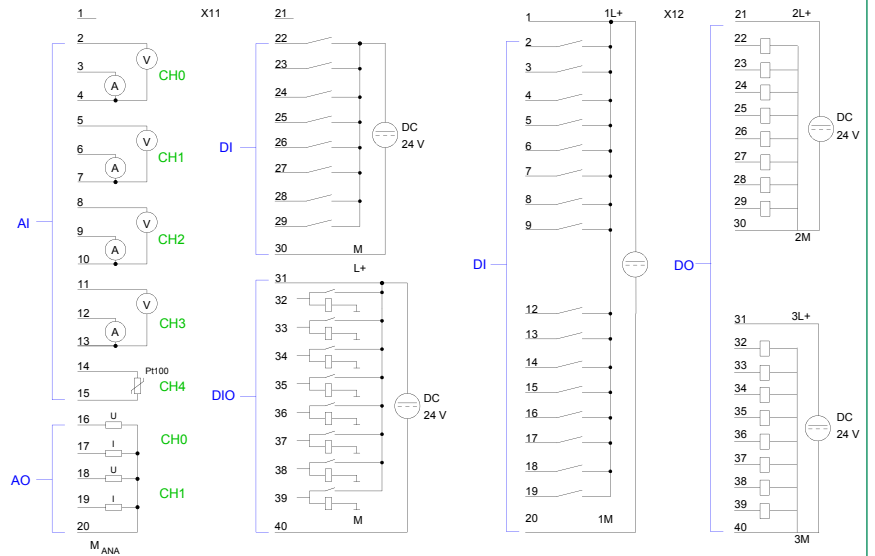 X11
1
2
V
3
A
CH0
4
5
V
6
A
CH1
7
8
V
AI
9
A
CH2
10
11
V
12
A
CH3
13
14
Pt100
CH4
15
16
U
CH0
17
I
18
U
AO
CH1
19
I
20
M ANA
21
22
23
24
25
DC
24 V
DI
26
27
28
29
30
M
L+
31
32
33
34
35
DIO
DC
24 V
36
37
38
39
M
40
X12
1
1L+
2
3
4
5
6
7
8
9
DI
12
13
14
15
16
17
18
19
20
1M
21
2L+
22
23
24
25
DC
24 V
26
27
28
29
30
2M
DO
31
3L+
32
33
34
35
DC
24 V
36
37
38
39
40
3M